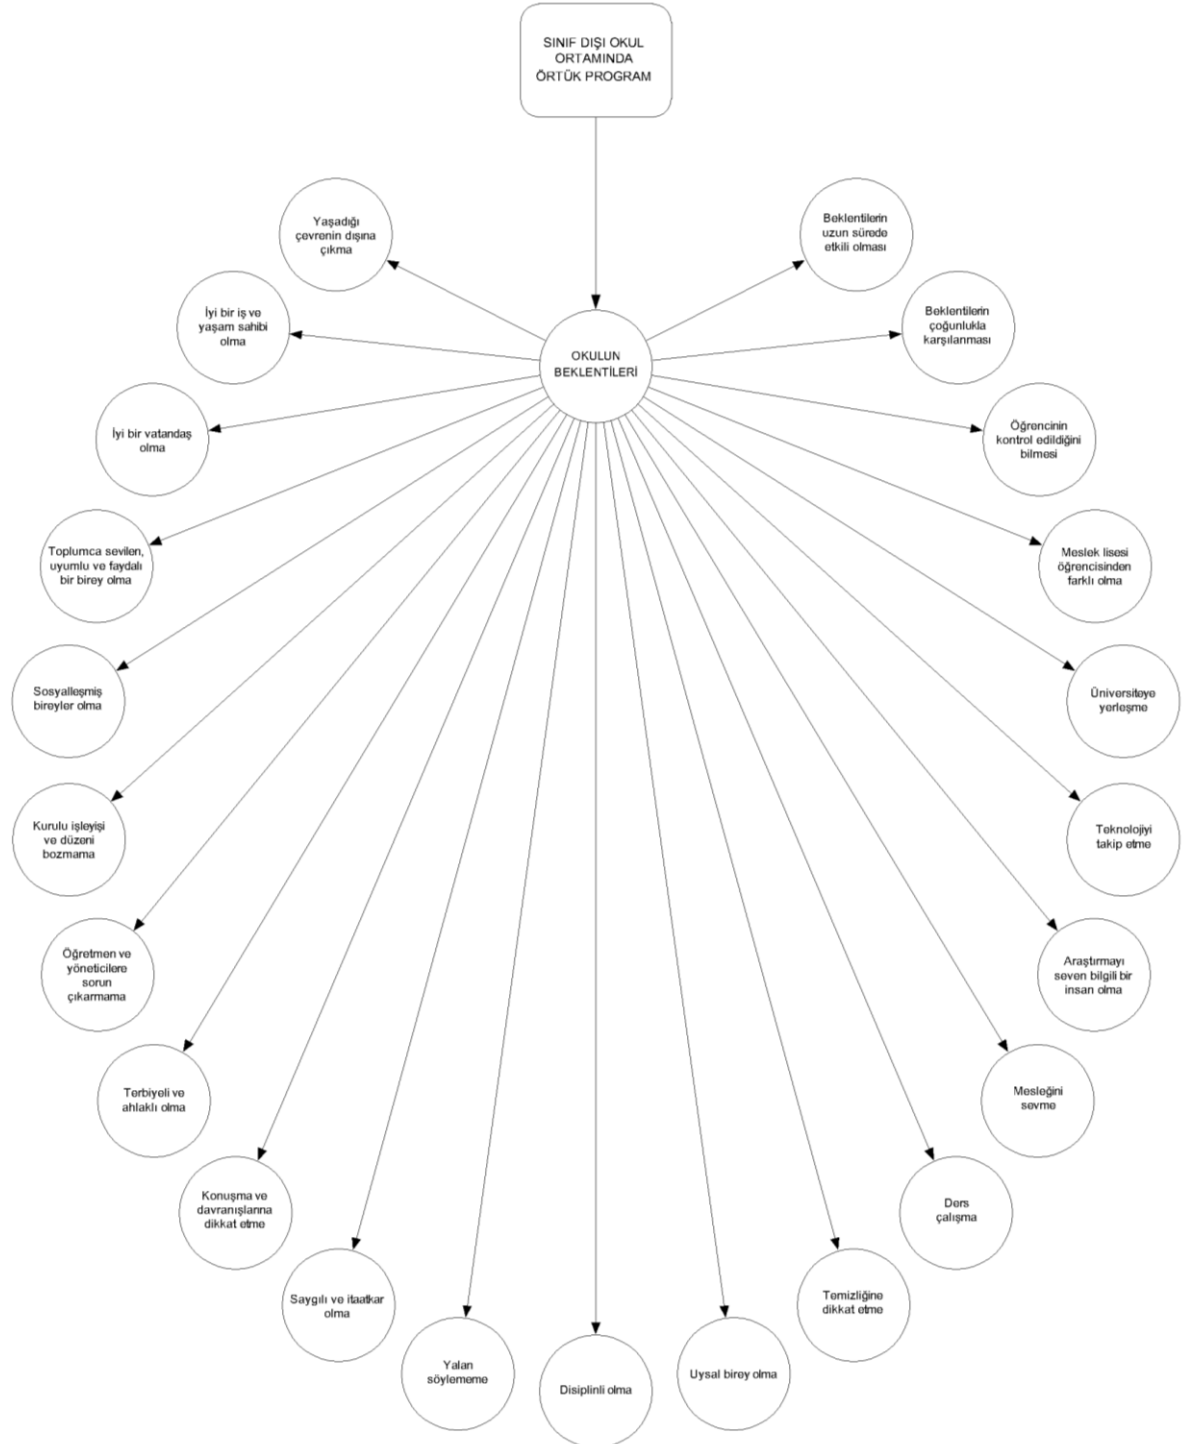 SINIF DIŞI OKUL
ORTAMINDA
ÖRTÜK PROGRAM
OKULUN
BEKLENTİLERİ
Yaşadığı
çevrenin dışına
çıkma
Beklentilerin
uzun sürede
etkili olması
İyi bir iş ve
yaşam sahibi
olma
Beklentilerin
çoğunlukla
karşılanması
İyi bir vatandaş
olma
Öğrencinin
kontrol edildiğini
bilmesi
Toplumca sevilen,
uyumlu ve faydalı
bir birey olma
Meslek lisesi
öğrencisinden
farklı olma
Sosyalleşmiş
bireyler olma
Üniversiteye
yerleşme
Kurulu işleyişi
ve düzeni
bozmama
Teknolojiyi
takip etme
Öğretmen ve
yöneticilere
sorun
çıkarmama
Araştırmayı
seven bilgili bir
insan olma
Terbiyeli ve
ahlaklı olma
Mesleğini
sevme
Konuşma ve
davranışlarına
dikkat etme
Ders
çalışma
Saygılı ve itaatkar
olma
Temizliğine
dikkat etme
Yalan
söylememe
Uysal birey olma
Disiplinli olma